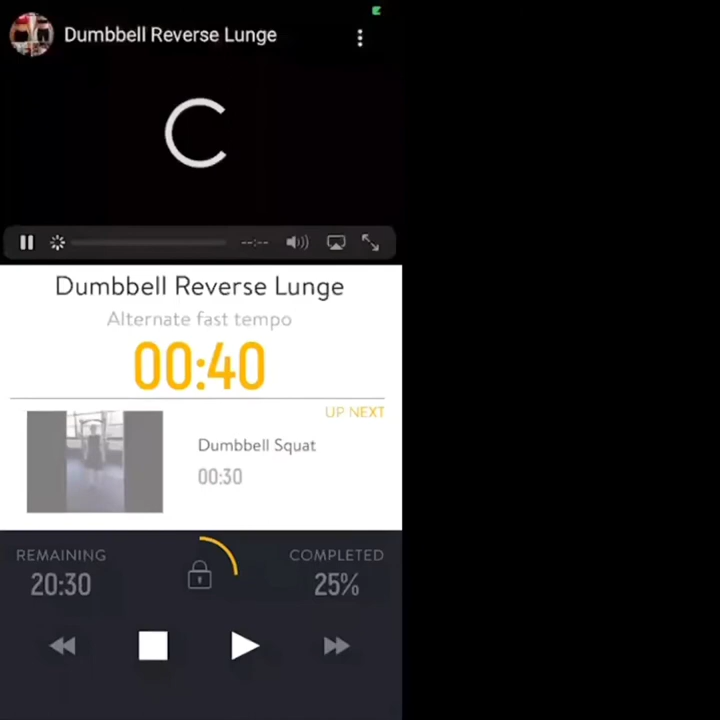 Dumbbell Reverse Lunge
--:--
Dumbbell Reverse Lunge
Alternate fast tempo
00:40
UP NEXT
Dumbbell Squat
00:30
REMAINING
COMPLETED
20:30
25%